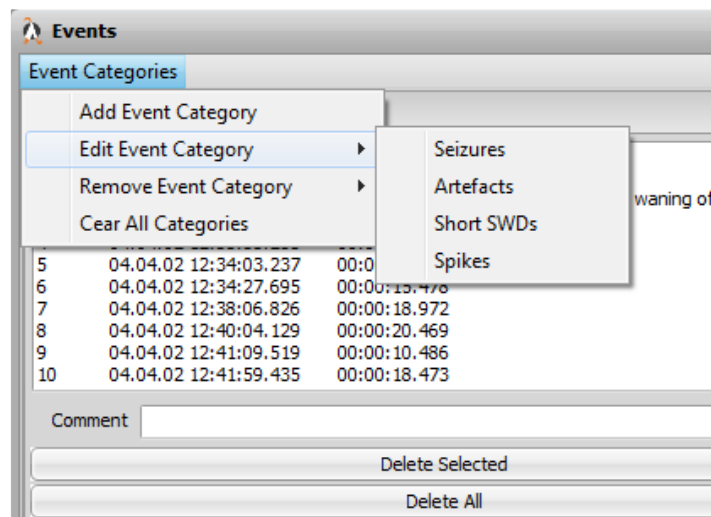 Events
Event Categories
Add Event Category
Edit Event Category
Remove Event Category
Cear All Categories
Seizures
Artefacts
Short SWDs
Spikes
waning of
5 04.04.02 12:34:03.237
6 04.04.02 12:34:27.695 00:00:15.478
7 04.04.02 12:38:06.826 00:00:18.972
8 04.04.02 12:40:04.129 00:00:20.469
9 04.04.02 12:41:09.519 00:00:10.486
10 04.04.02 12:41:59.435 00:00:18.473
Comment
Delete Selected
Delete All